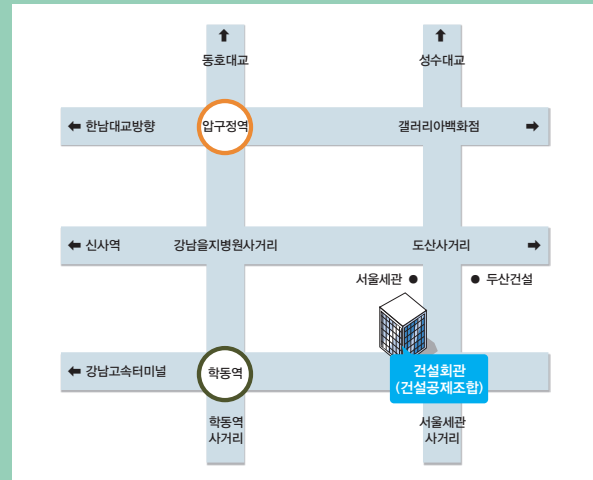 동호대교
성수대교
한남대교방향
압구정역
갤러리아백화점
신사역
강남을지병원사거리
도산사거리
서울세관
두산건설
강남고속터미널
학동역
건설회관
(건설공제조합)
학동역
사거리
서울세관
사거리